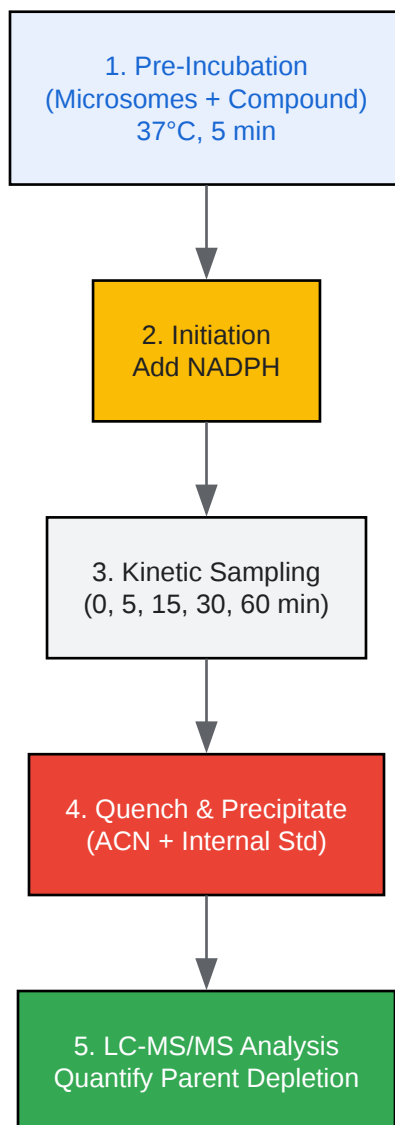 1. Pre-Incubation
(Microsomes + Compound)
37°C, 5 min
2. Initiation
Add NADPH
3. Kinetic Sampling
(0, 5, 15, 30, 60 min)
4. Quench & Precipitate
(ACN + Internal Std)
5. LC-MS/MS Analysis
Quantify Parent Depletion